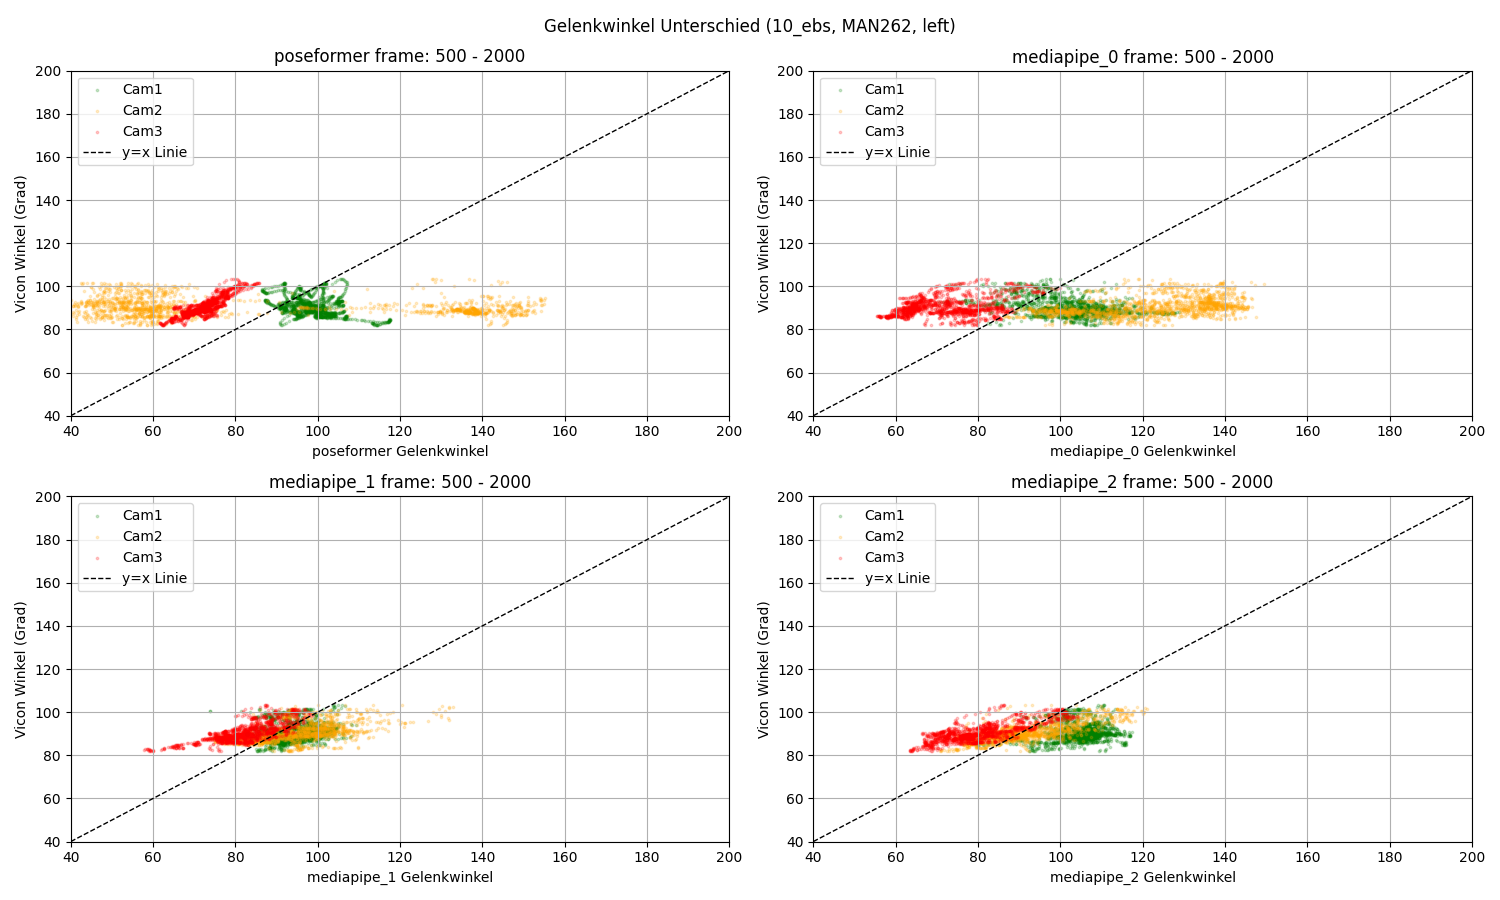 Gelenkwinkel Unterschied (10_ebs, MAN262, left)
poseformer frame: 500 - 2000
Vicon Winkel (Grad)
200
180
160
140
120
100
80
60
40
Cam1
Cam2
Cam3
y=x Linie
40 60 80 100 120 140 160 180 200
poseformer Gelenkwinkel
mediapipe_0 frame: 500 - 2000
Vicon Winkel (Grad)
200
180
160
140
120
100
80
60
40
Cam1
Cam2
Cam3
y=x Linie
40 60 80 100 120 140 160 180 200
mediapipe_0 Gelenkwinkel
mediapipe_1 frame: 500 - 2000
Vicon Winkel (Grad)
200
180
160
140
120
100
80
60
40
Cam1
Cam2
Cam3
y=x Linie
40 60 80 100 120 140 160 180 200
mediapipe_1 Gelenkwinkel
mediapipe_2 frame: 500 - 2000
Vicon Winkel (Grad)
200
180
160
140
120
100
80
60
40
Cam1
Cam2
Cam3
y=x Linie
40 60 80 100 120 140 160 180 200
mediapipe_2 Gelenkwinkel